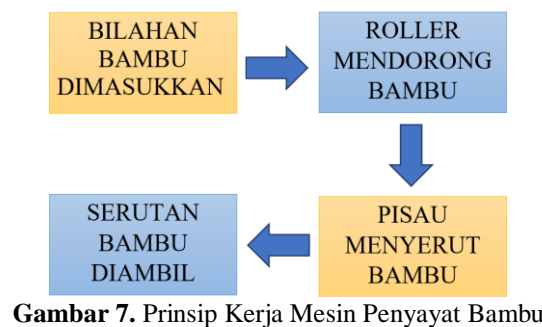 BILAHAN
BAMBU
DIMASUKKAN
ROLLER
MENDORONG
BAMBU
PISAU
MENYERUT
BAMBU
SERUTAN
BAMBU
DIAMBIL
Gambar 7. Prinsip Kerja Mesin Penyayat Bambu